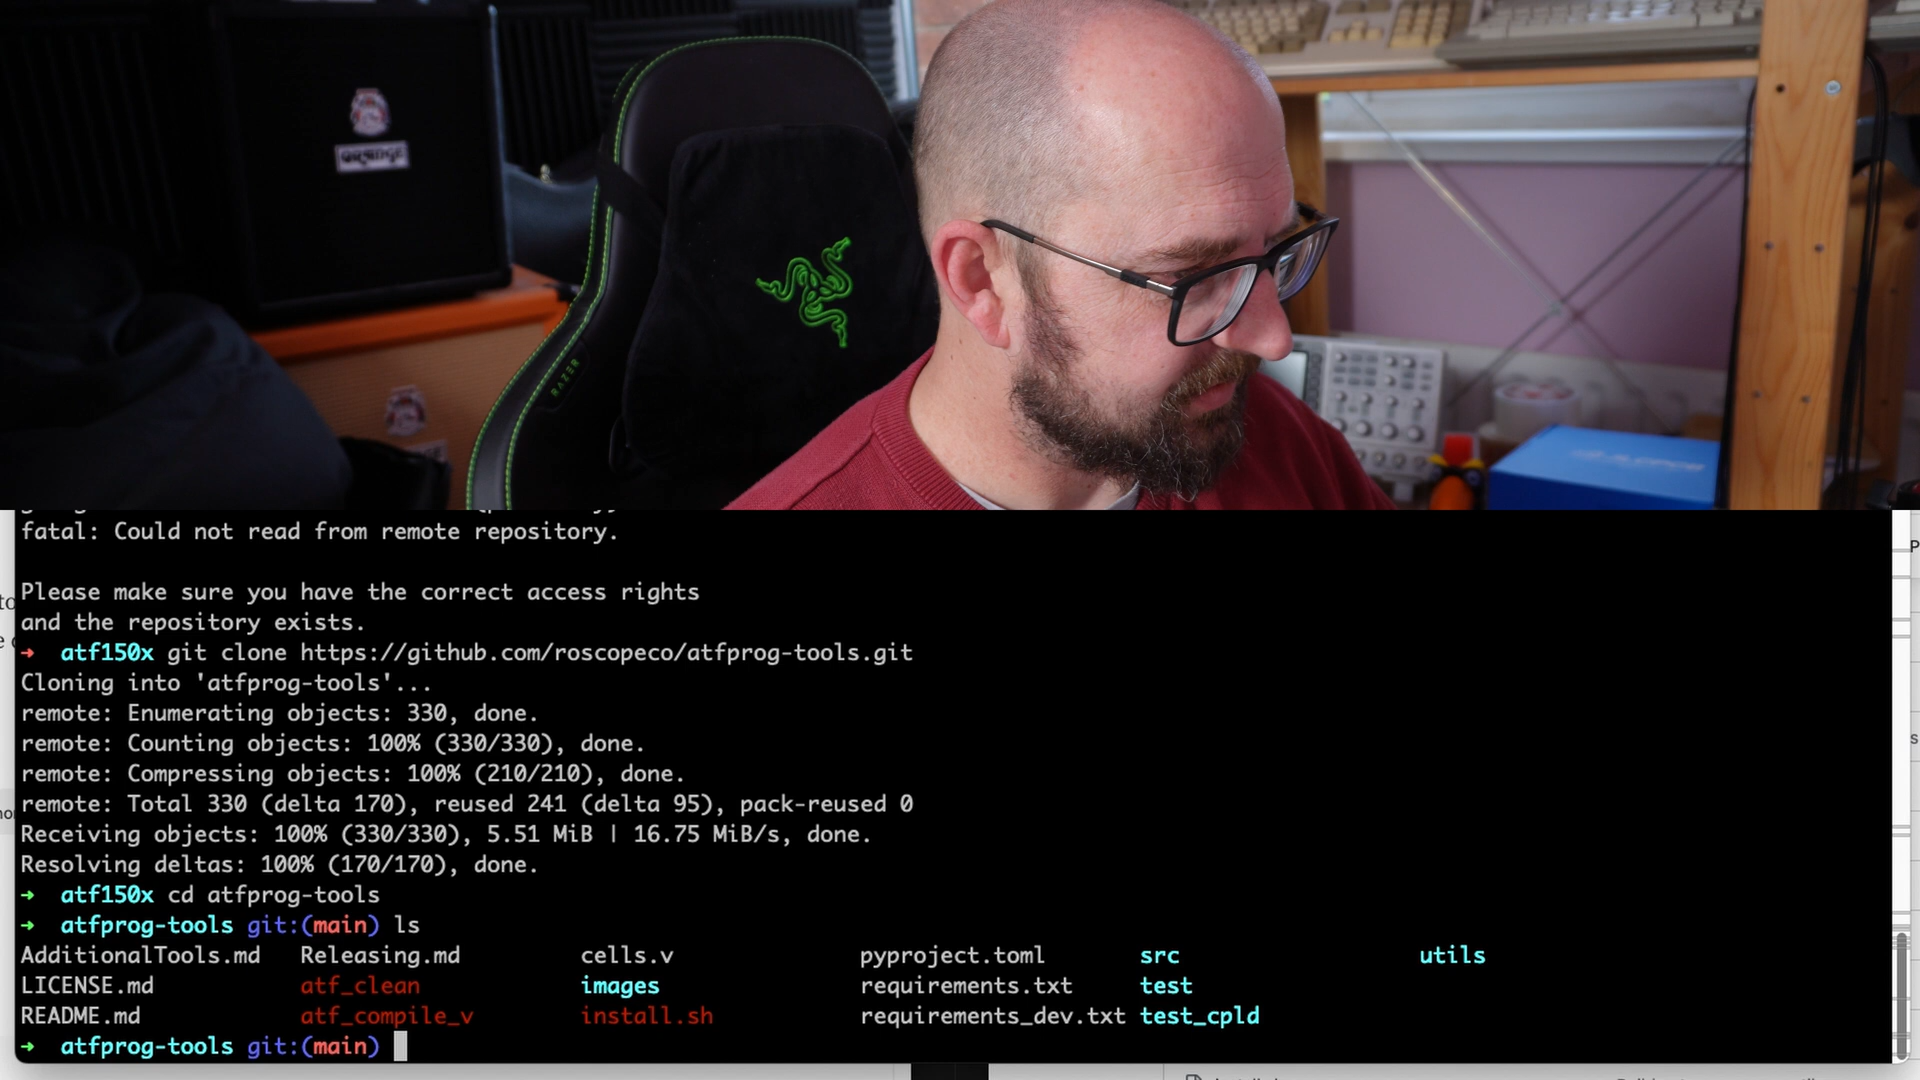 ORANGE
RAZER
fatal: Could not read from remote repository.
Please make sure you have the correct access rights
and the repository exists.
➜ atf150x git clone https://github.com/roscopeco/atfprog-tools.git
Cloning into 'atfprog-tools'...
remote: Enumerating objects: 330, done.
remote: Counting objects: 100% (330/330), done.
remote: Compressing objects: 100% (210/210), done.
remote: Total 330 (delta 170), reused 241 (delta 95), pack-reused 0
Receiving objects: 100% (330/330), 5.51 MiB | 16.75 MiB/s, done.
Resolving deltas: 100% (170/170), done.
➜ atf150x cd atfprog-tools
➜ atfprog-tools git:(main) ls
AdditionalTools.md Releasing.md cells.v pyproject.toml src utils
LICENSE.md atf_clean images requirements.txt test
README.md atf_compile_v install.sh requirements_dev.txt test_cpld
➜ atfprog-tools git:(main)